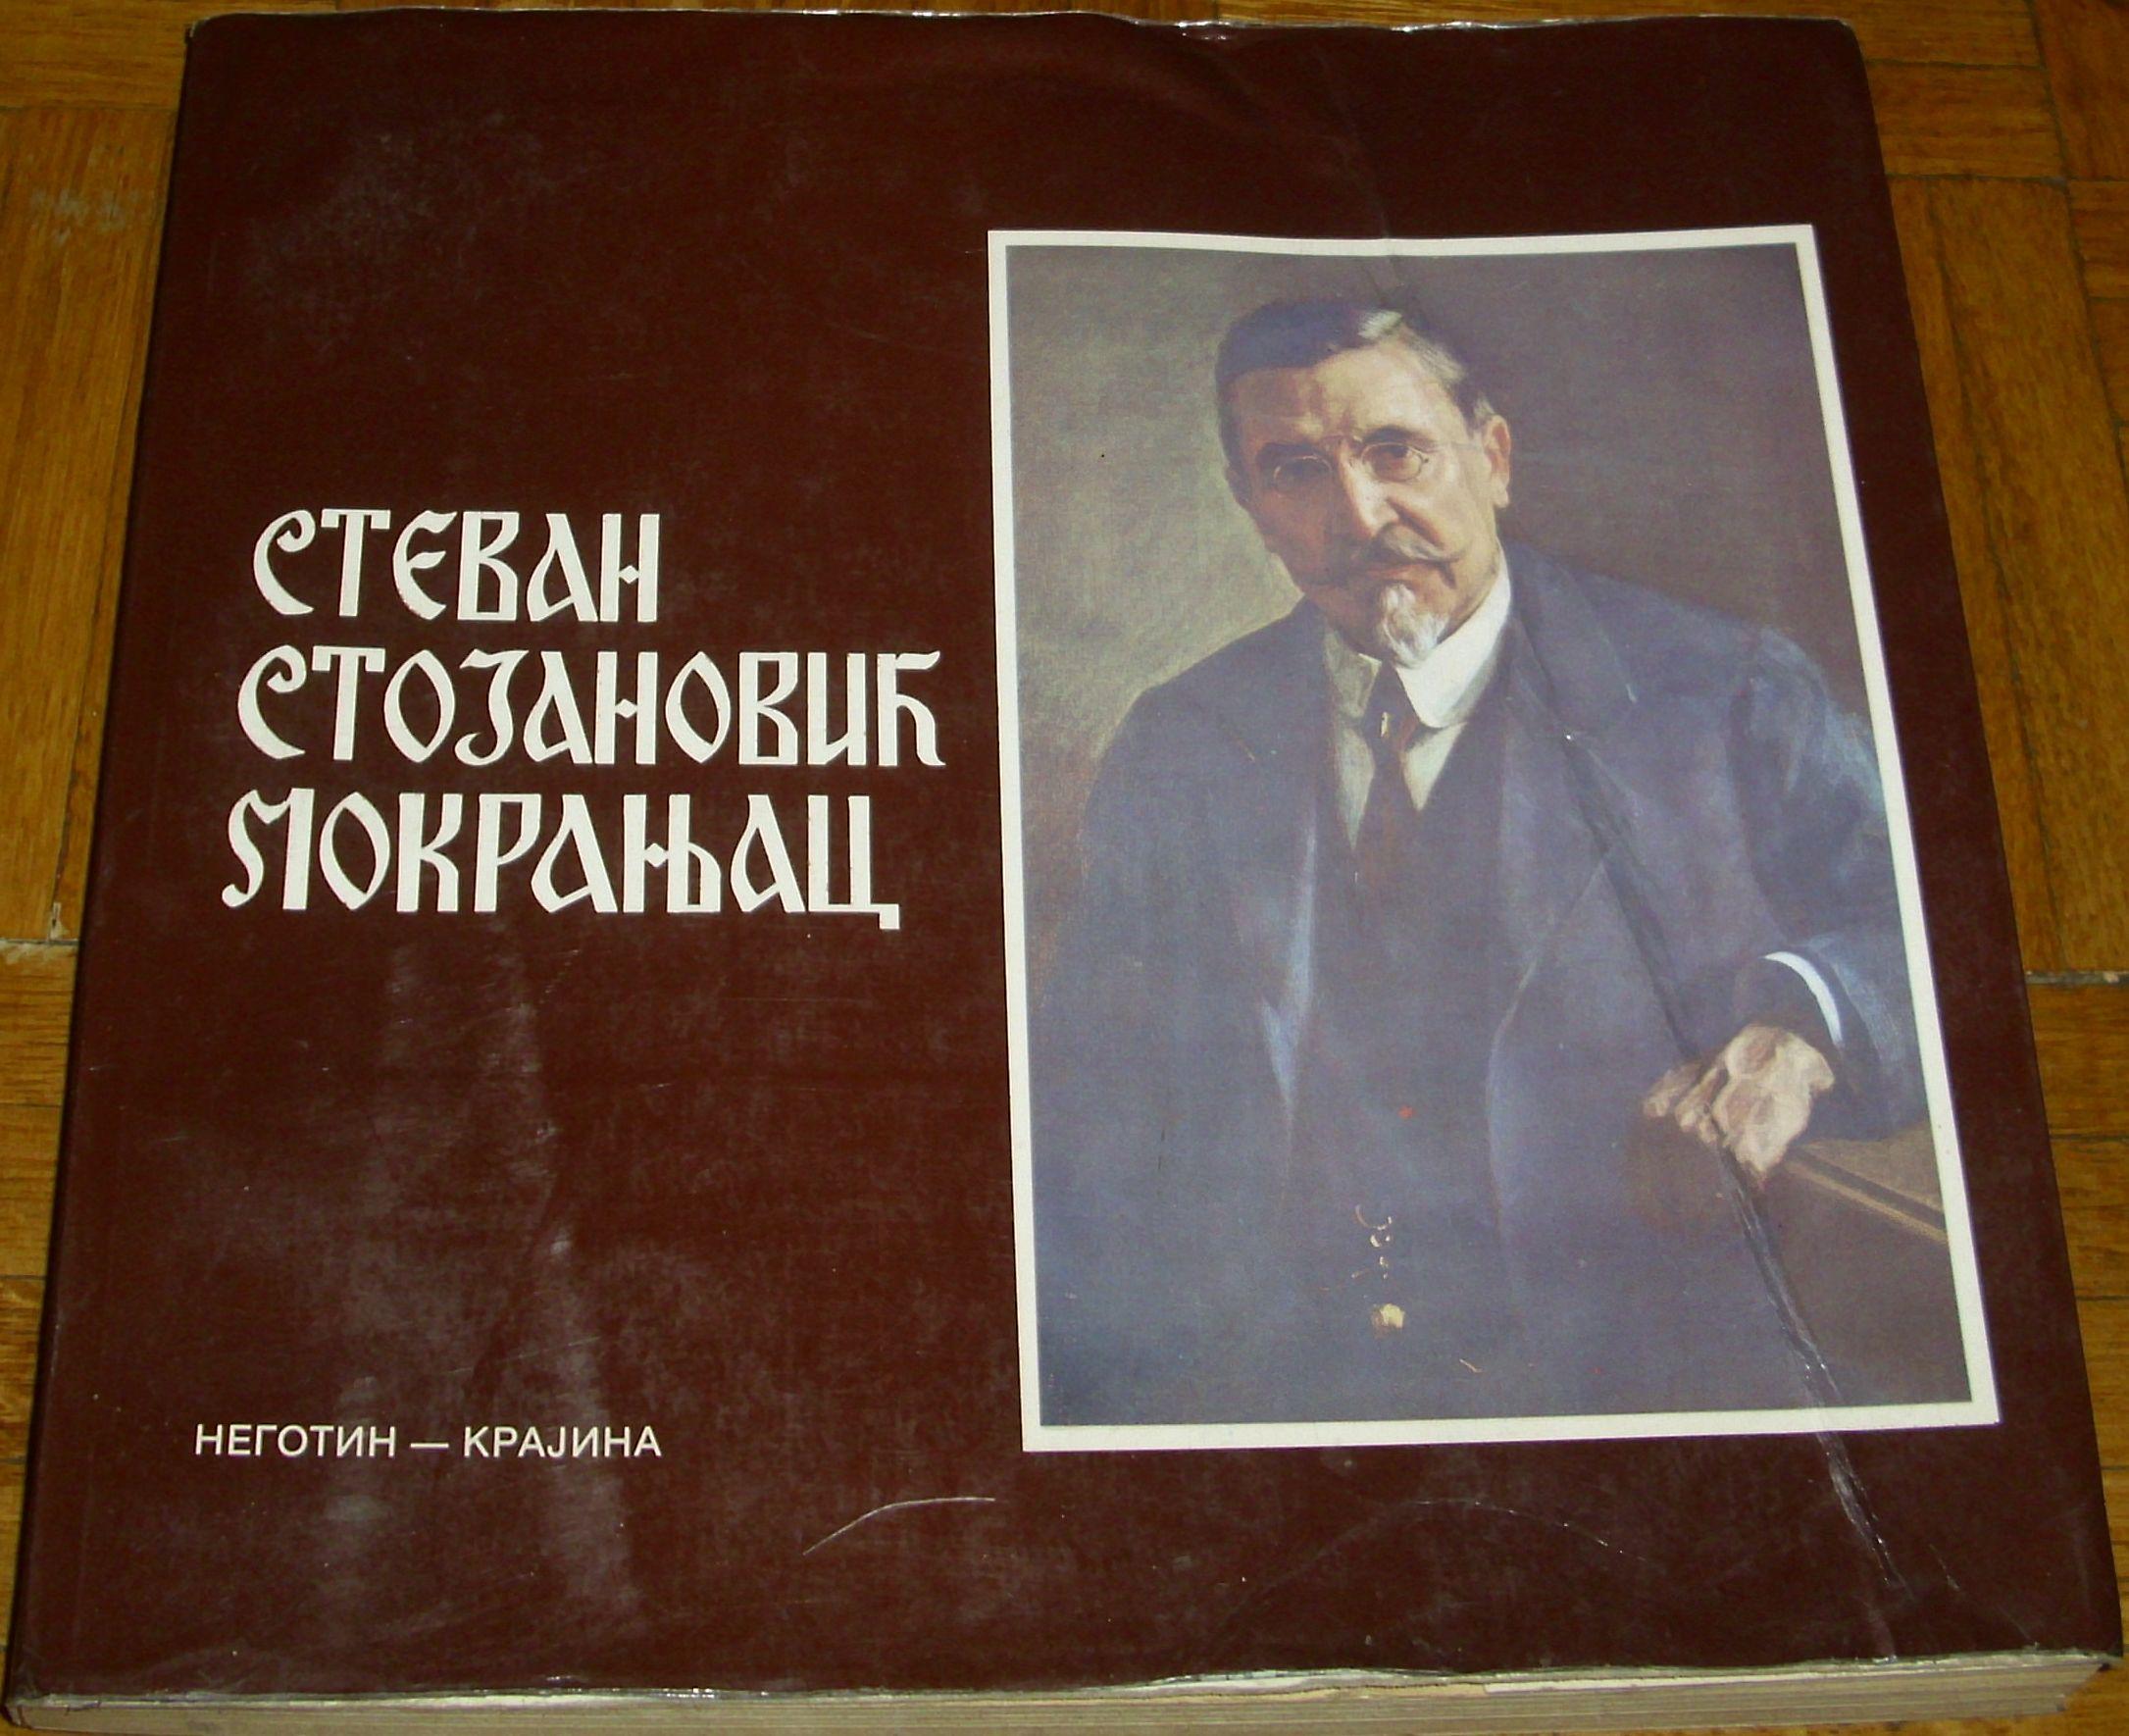 СТЕВАН
СТОЈАНОВИЋ
МОКРАЊАЦ
НЕГОТИН — КРАЈИНА